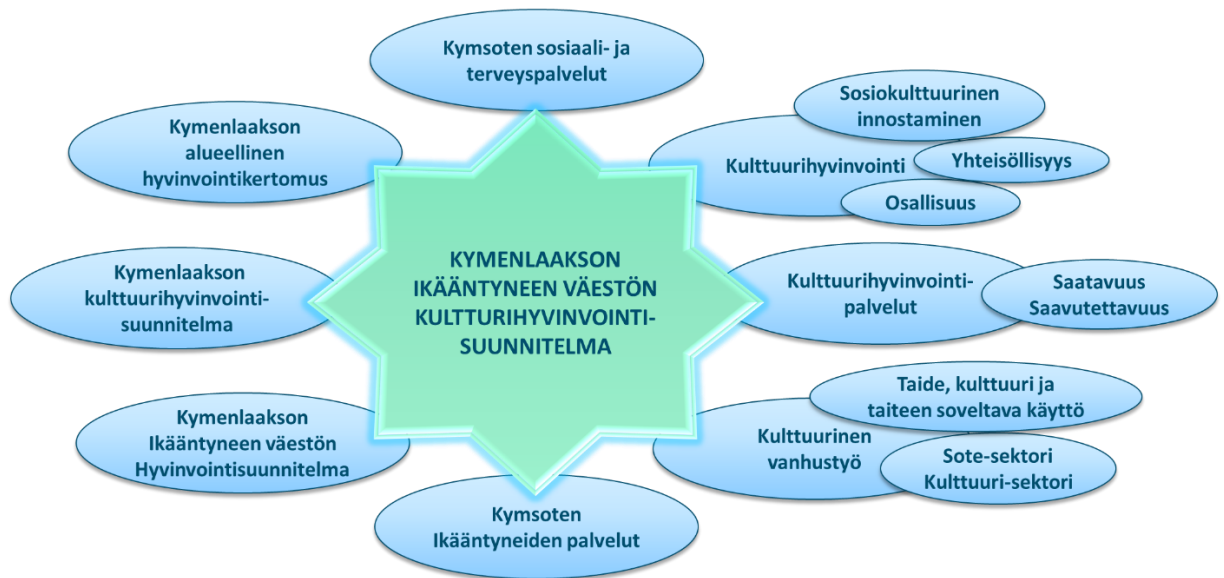 Kymsoten sosiaali- ja
terveyspalvelut
Kymenlaakson
alueellinen
hyvinvointikertomus
Sosiokulttuurinen
innostaminen
Kulttuurihyvinvointi
Yhteisöllisyys
Osallisuus
Kymenlaakson
kulttuurihyvinvointi-
suunnitelma
KYMENLAAKSON
IKÄÄNTYNEEN VÄESTÖN
KULTTURIHYVINVOINTI-
SUUNNITELMA
Kulttuurihyvinvointi-
palvelut
Saatavuus
Saavutettavuus
Kymenlaakson
Ikääntyneen väestön
Hyvinvointisuunnitelma
Taide, kulttuuri ja
taiteen soveltava käyttö
Kulttuurinen
vanhustyö
Sote-sektori
Kulttuuri-sektori
Kymsoten
Ikääntyneiden palvelut